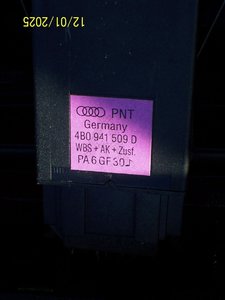 12/01/2025
PNT
Germany
4B0 941 509 D
WBS + AK + Zusf.
PA 6 GF 30